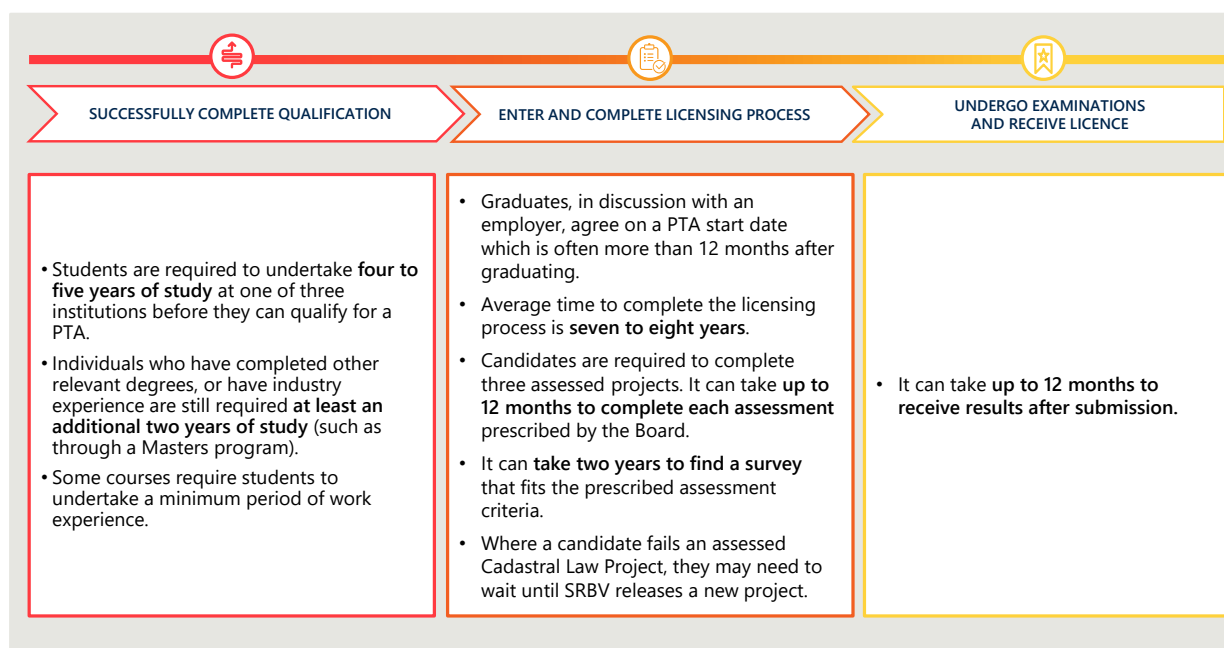 SUCCESSFULLY COMPLETE QUALIFICATION
ENTER AND COMPLETE LICENSING PROCESS
UNDERGO EXAMINATIONS
AND RECEIVE LICENCE
• Students are required to undertake four to
five years of study at one of three
institutions before they can qualify for a
PTA.
• Individuals who have completed other
relevant degrees, or have industry
experience are still required at least an
additional two years of study (such as
through a Masters program).
• Some courses require students to
undertake a minimum period of work
experience.
• Graduates, in discussion with an
employer, agree on a PTA start date
which is often more than 12 months after
graduating.
• Average time to complete the licensing
process is seven to eight years.
• Candidates are required to complete
three assessed projects. It can take up to
12 months to complete each assessment
prescribed by the Board.
• It can take two years to find a survey
that fits the prescribed assessment
criteria.
• Where a candidate fails an assessed
Cadastral Law Project, they may need to
wait until SRBV releases a new project.
• It can take up to 12 months to
receive results after submission.